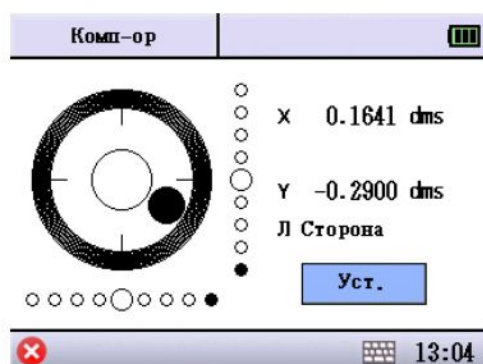 Комп-ор
X 0.1641 dms
Y -0.2900 dms
Л Сторона
Уст.
13:04